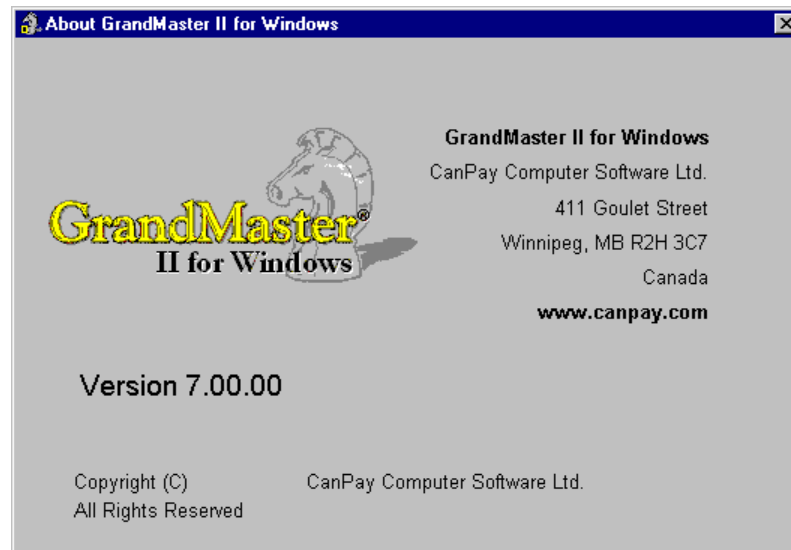 About GrandMaster II for Windows
GrandMaster®
II for Windows
GrandMaster II for Windows
CanPay Computer Software Ltd.
411 Goulet Street
Winnipeg, MB R2H 3C7
Canada
www.canpay.com
Version 7.00.00
Copyright (C) CanPay Computer Software Ltd.
All Rights Reserved